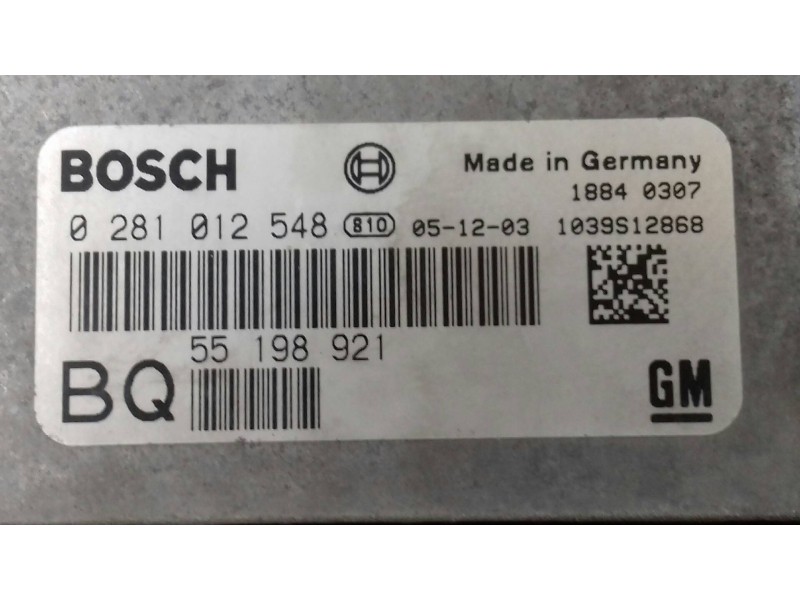 BOSCH Made in Germany
1884 0307
0 281 012 548 810 05-12-03 1039S12868
55 198 921
BQ
GM